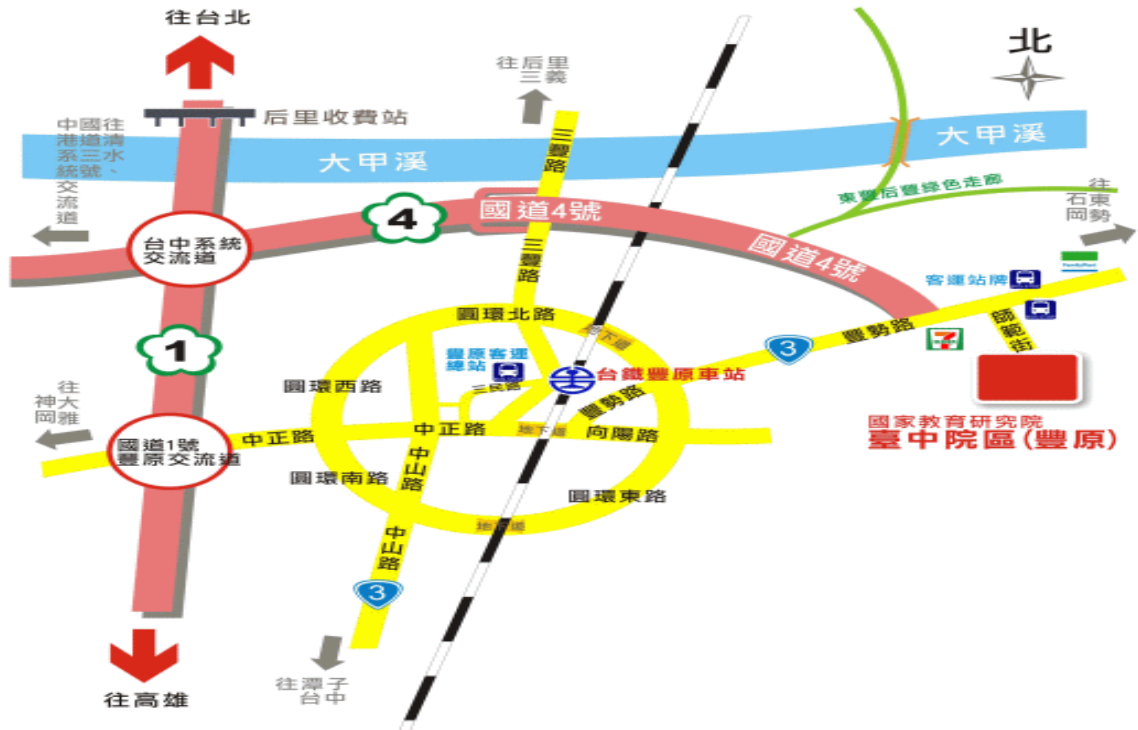 往台北
北
往后里
三義
后里收費站
往清水、
國道三號
中港系統交流道
大甲溪
大甲溪
三豐路
東豐后豐綠色走廊
往東勢
石岡
4
國道4號
國道4號
台中系統
交流道
三豐路
客運站牌
FamilyMart
圓環北路
地下道
豐勢路
師範街
7
3
1
豐原客運
總站
台鐵豐原車站
圓環西路
三民路
豐勢路
往大雅
神岡
國道1號
豐原交流道
中正路
中正路
地下道
向陽路
國家教育研究院
臺中院區(豐原)
中山路
圓環南路
圓環東路
地下道
中山路
3
往潭子
台中
往高雄